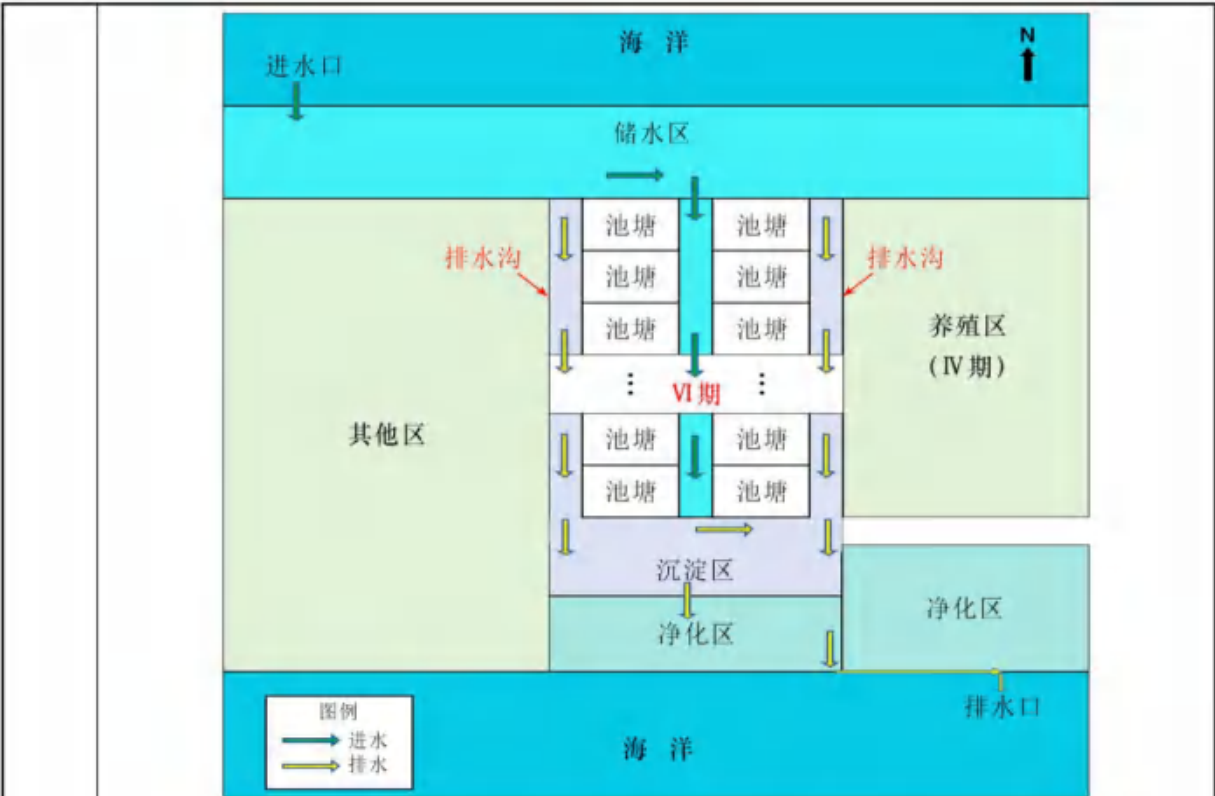 海 洋
N
进水口
储水区
池塘
池塘
排水沟
排水沟
池塘
池塘
池塘
池塘
养殖区
(Ⅳ期)
⋮
Ⅵ期
⋮
其他区
池塘
池塘
池塘
池塘
沉淀区
净化区
净化区
排水口
图例
进水
排水
海 洋